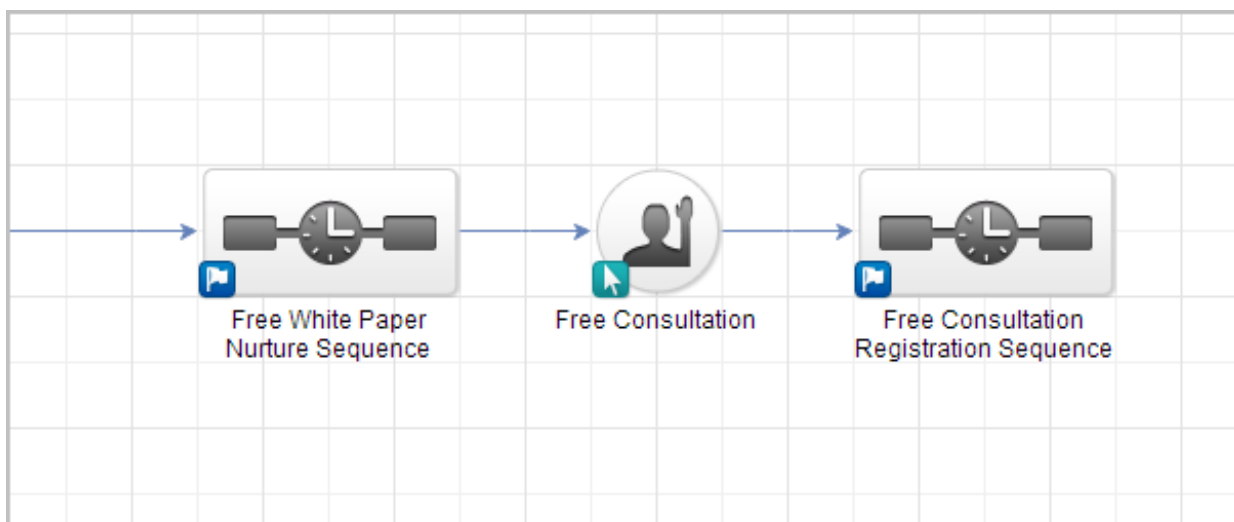 Free White Paper
Nurture Sequence
Free Consultation
Free Consultation
Registration Sequence